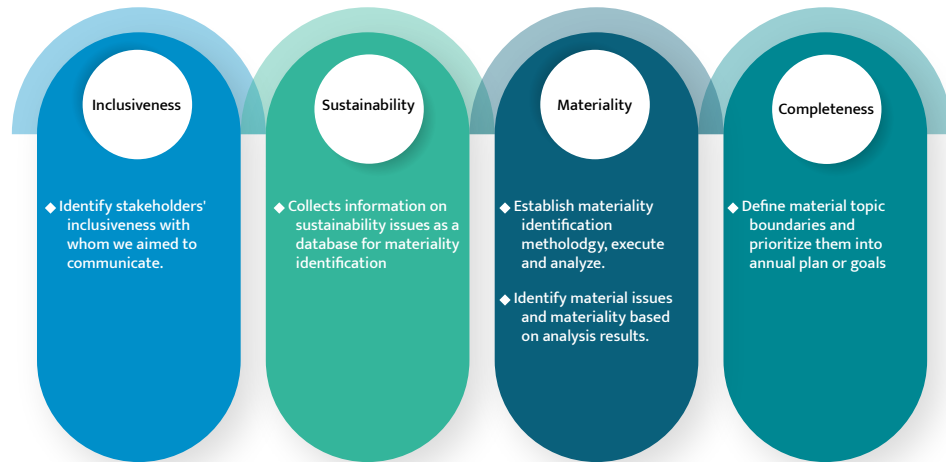 Inclusiveness
◆ Identify stakeholders'
inclusiveness with
whom we aimed to
communicate.
Sustainability
◆ Collects information on
sustainability issues as a
database for materiality
identification
Materiality
◆ Establish materiality
identification
metholodgy, execute
and analyze.
◆ Identify material issues
and materiality based
on analysis results.
Completeness
◆ Define material topic
boundaries and
prioritize them into
annual plan or goals